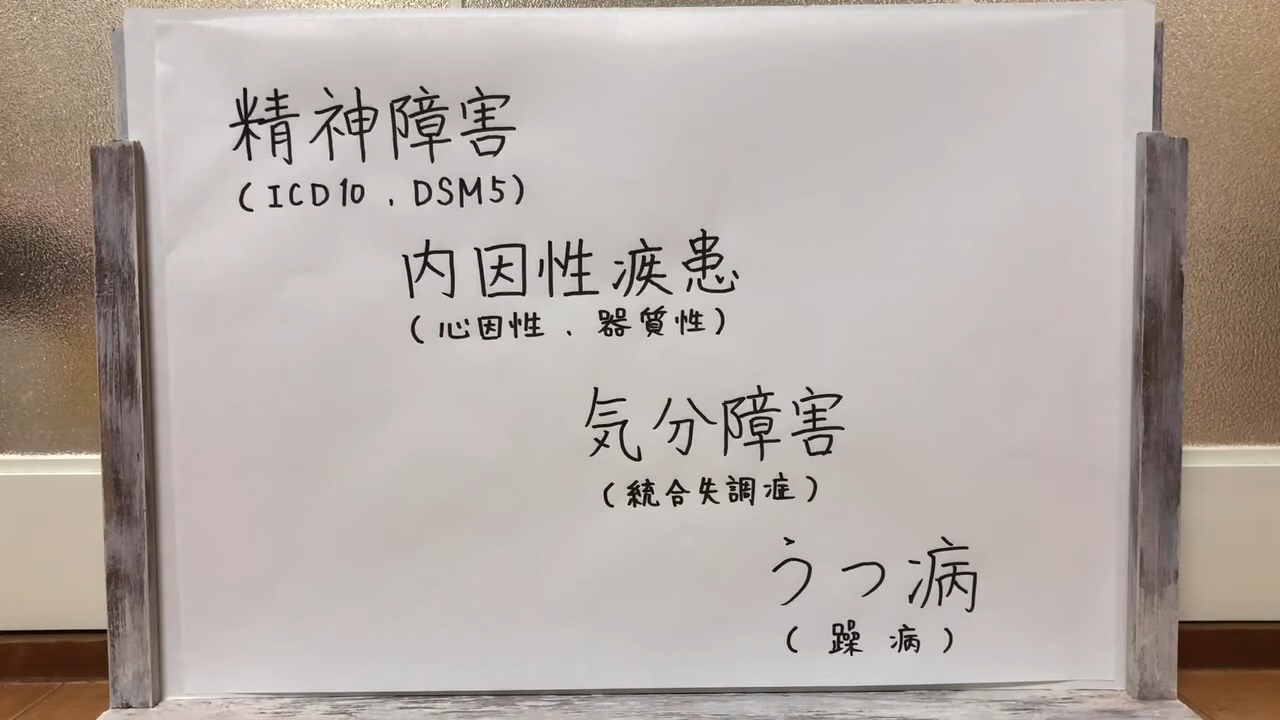 精神障害
(ICD10、DSM5)
内因性疾患
(心因性、器質性)
気分障害
(統合失調症)
うつ病
(躁病)